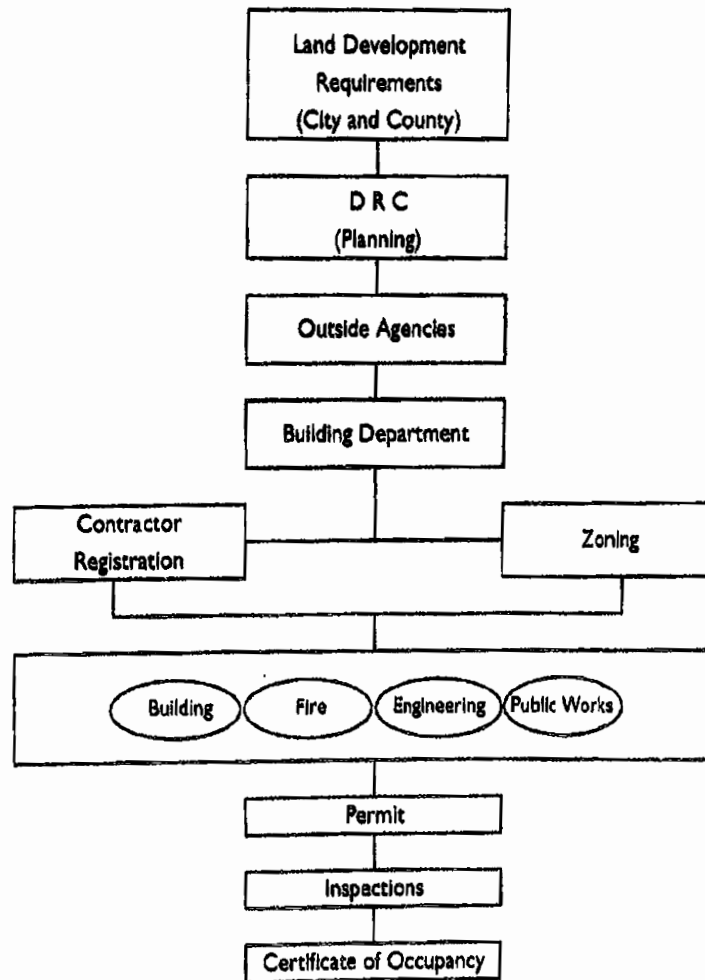 Land Development
Requirements
(City and County)
D R C
(Planning)
Outside Agencies
Building Department
Contractor
Registration
Zoning
Building
Fire
Engineering
Public Works
Permit
Inspections
Certificate of Occupancy